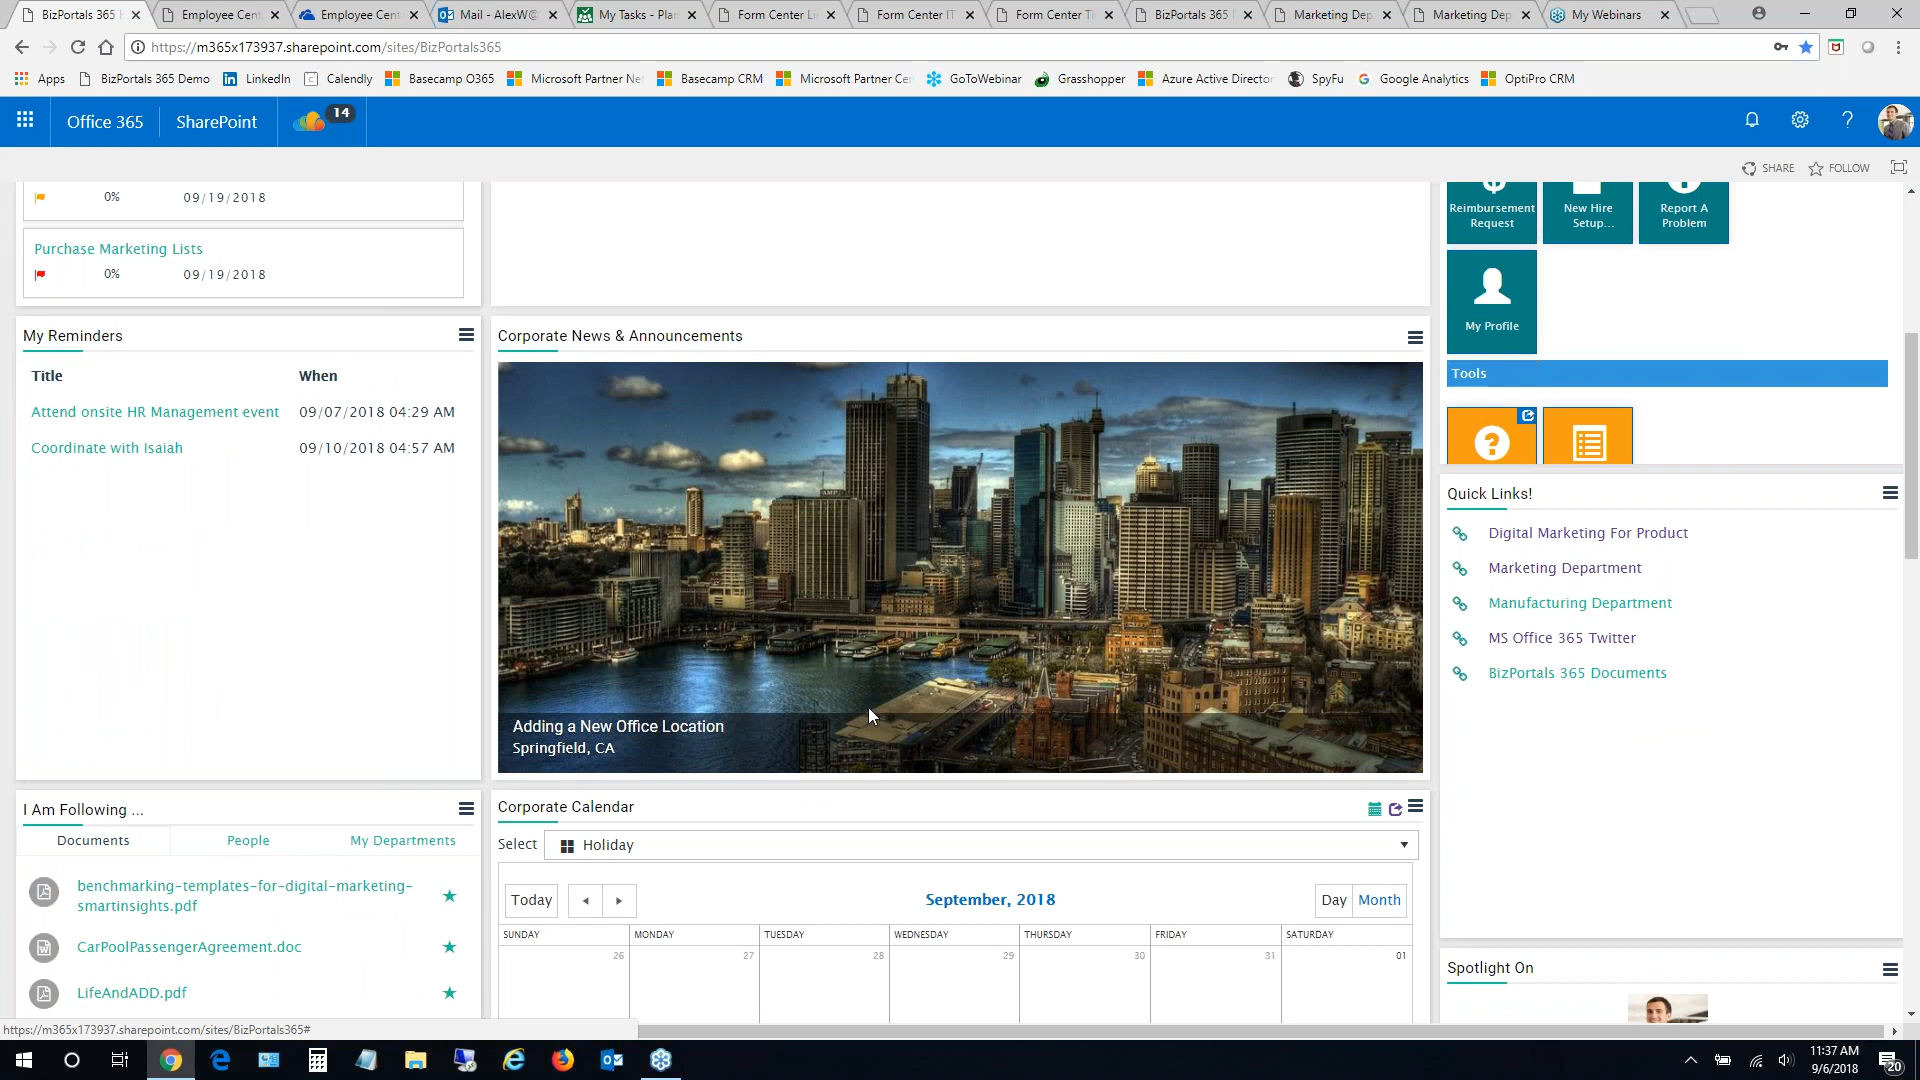 BizPortals 365
Employee Cent
Employee Cent
Mail - AlexW@
My Tasks - Plan
Form Center Li
Form Center IT
Form Center Ti
BizPortals 365
Marketing Dep
Marketing Dep
My Webinars
https://m365x173937.sharepoint.com/sites/BizPortals365
Apps
BizPortals 365 Demo
LinkedIn
Calendly
Basecamp O365
Microsoft Partner Ne
Basecamp CRM
Microsoft Partner Cen
GoToWebinar
Grasshopper
Azure Active Director
SpyFu
Google Analytics
OptiPro CRM
Office 365
SharePoint
14
SHARE
FOLLOW
0%
09/19/2018
Purchase Marketing Lists
0%
09/19/2018
Reimbursement
Request
New Hire
Setup...
Report A
Problem
My Profile
Tools
My Reminders
Title
When
Attend onsite HR Management event
09/07/2018 04:29 AM
Coordinate with Isaiah
09/10/2018 04:57 AM
Corporate News & Announcements
AMP
Adding a New Office Location
Springfield, CA
Quick Links!
Digital Marketing For Product
Marketing Department
Manufacturing Department
MS Office 365 Twitter
BizPortals 365 Documents
I Am Following ...
Documents
People
My Departments
benchmarking-templates-for-digital-marketing-
smartinsights.pdf
CarPoolPassengerAgreement.doc
LifeAndADD.pdf
Corporate Calendar
Select
Holiday
Today
September, 2018
Day
Month
SUNDAY
MONDAY
TUESDAY
WEDNESDAY
THURSDAY
FRIDAY
SATURDAY
26
27
28
29
30
31
01
Spotlight On
https://m365x173937.sharepoint.com/sites/BizPortals365#
11:37 AM
9/6/2018
20